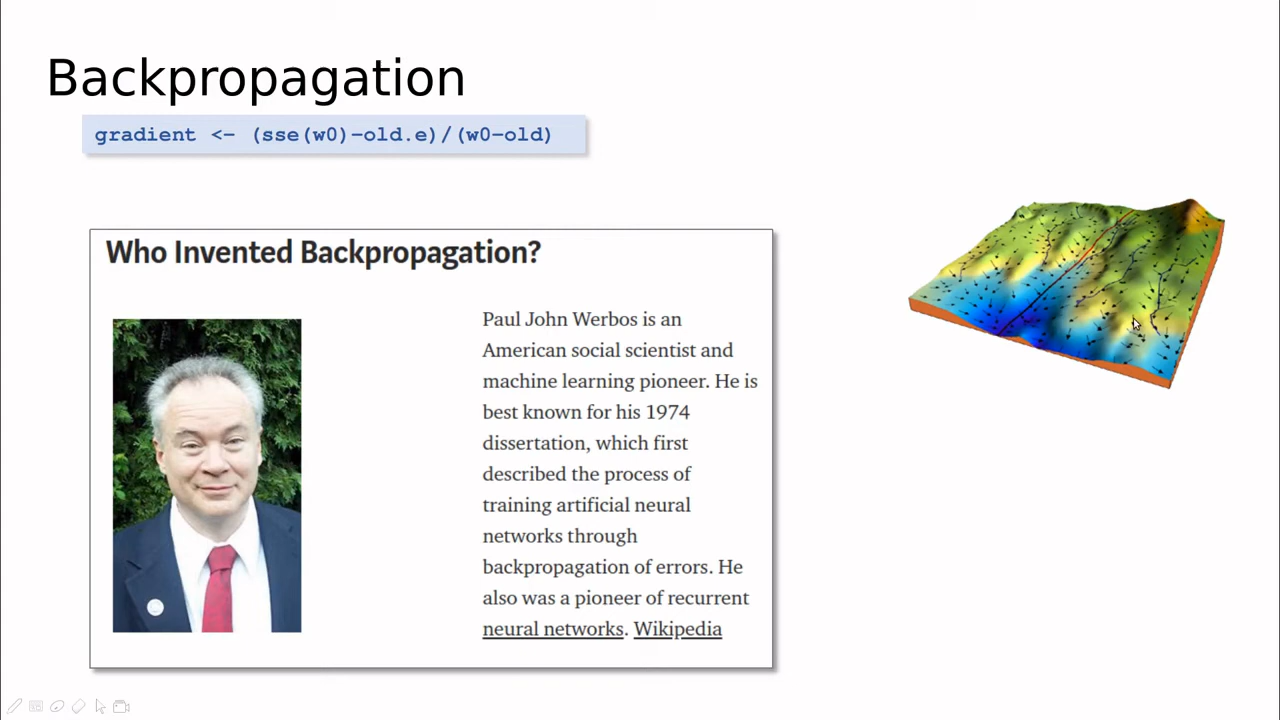 Backpropagation
gradient <- (sse(w0)-old.e)/(w0-old)
Who Invented Backpropagation?
Paul John Werbos is an
American social scientist and
machine learning pioneer. He is
best known for his 1974
dissertation, which first
described the process of
training artificial neural
networks through
backpropagation of errors. He
also was a pioneer of recurrent
neural networks. Wikipedia